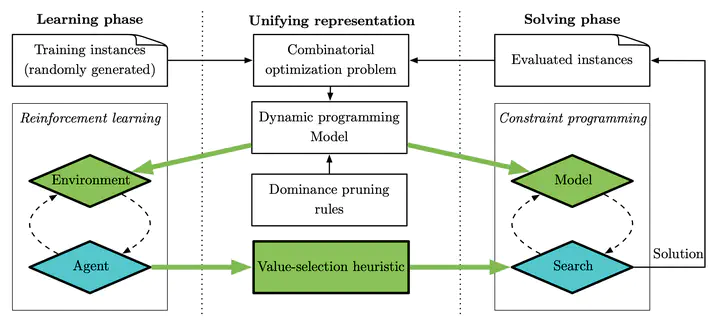 Learning phase
Unifying representation
Solving phase
Training instances
(randomly generated)
Combinatorial
optimization problem
Evaluated instances
Reinforcement learning
Dynamic programming
Model
Constraint programming
Environment
Dominance pruning
rules
Model
Agent
Value-selection heuristic
Search
Solution